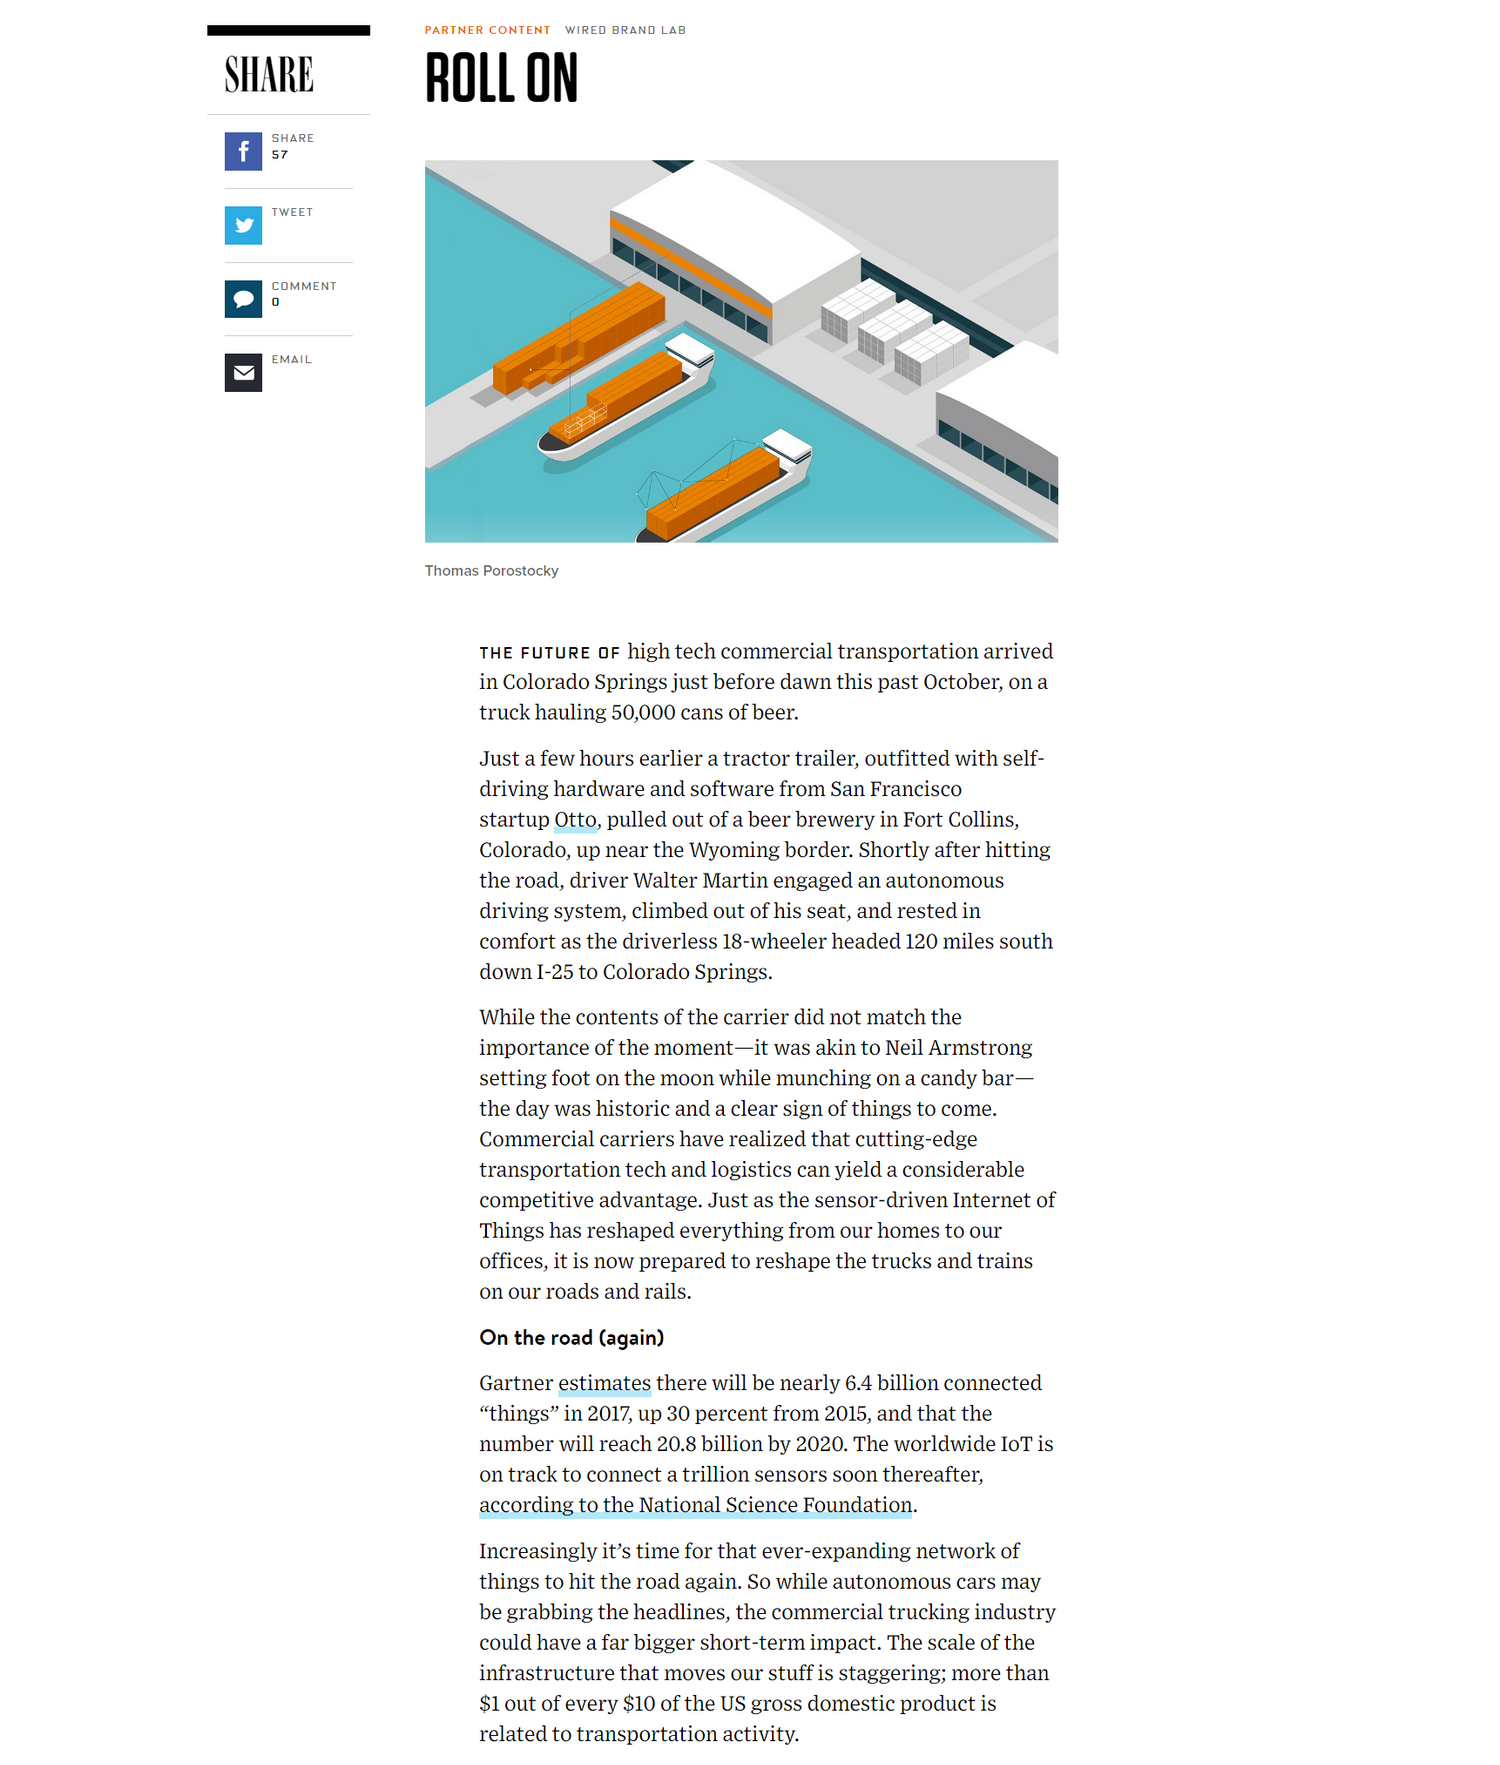 SHARE
SHARE
57
TWEET
COMMENT
0
EMAIL
PARTNER CONTENT WIRED BRAND LAB
ROLL ON
Thomas Porostocky
THE FUTURE OF high tech commercial transportation arrived
in Colorado Springs just before dawn this past October, on a
truck hauling 50,000 cans of beer.
Just a few hours earlier a tractor trailer, outfitted with self-
driving hardware and software from San Francisco
startup Otto, pulled out of a beer brewery in Fort Collins,
Colorado, up near the Wyoming border. Shortly after hitting
the road, driver Walter Martin engaged an autonomous
driving system, climbed out of his seat, and rested in
comfort as the driverless 18-wheeler headed 120 miles south
down I-25 to Colorado Springs.
While the contents of the carrier did not match the
importance of the moment—it was akin to Neil Armstrong
setting foot on the moon while munching on a candy bar—
the day was historic and a clear sign of things to come.
Commercial carriers have realized that cutting-edge
transportation tech and logistics can yield a considerable
competitive advantage. Just as the sensor-driven Internet of
Things has reshaped everything from our homes to our
offices, it is now prepared to reshape the trucks and trains
on our roads and rails.
On the road (again)
Gartner estimates there will be nearly 6.4 billion connected
“things” in 2017, up 30 percent from 2015, and that the
number will reach 20.8 billion by 2020. The worldwide IoT is
on track to connect a trillion sensors soon thereafter,
according to the National Science Foundation.
Increasingly it’s time for that ever-expanding network of
things to hit the road again. So while autonomous cars may
be grabbing the headlines, the commercial trucking industry
could have a far bigger short-term impact. The scale of the
infrastructure that moves our stuff is staggering; more than
$1 out of every $10 of the US gross domestic product is
related to transportation activity.